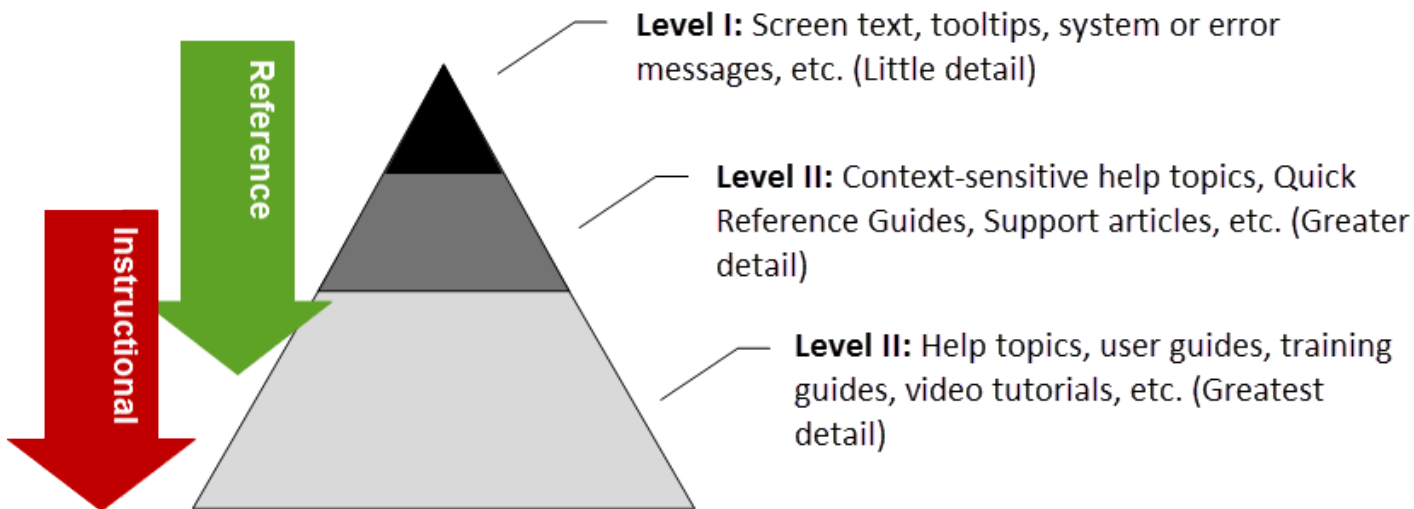 Reference
Instructional
Level I: Screen text, tooltips, system or error
messages, etc. (Little detail)
Level II: Context-sensitive help topics, Quick
Reference Guides, Support articles, etc. (Greater
detail)
Level II: Help topics, user guides, training
guides, video tutorials, etc. (Greatest
detail)